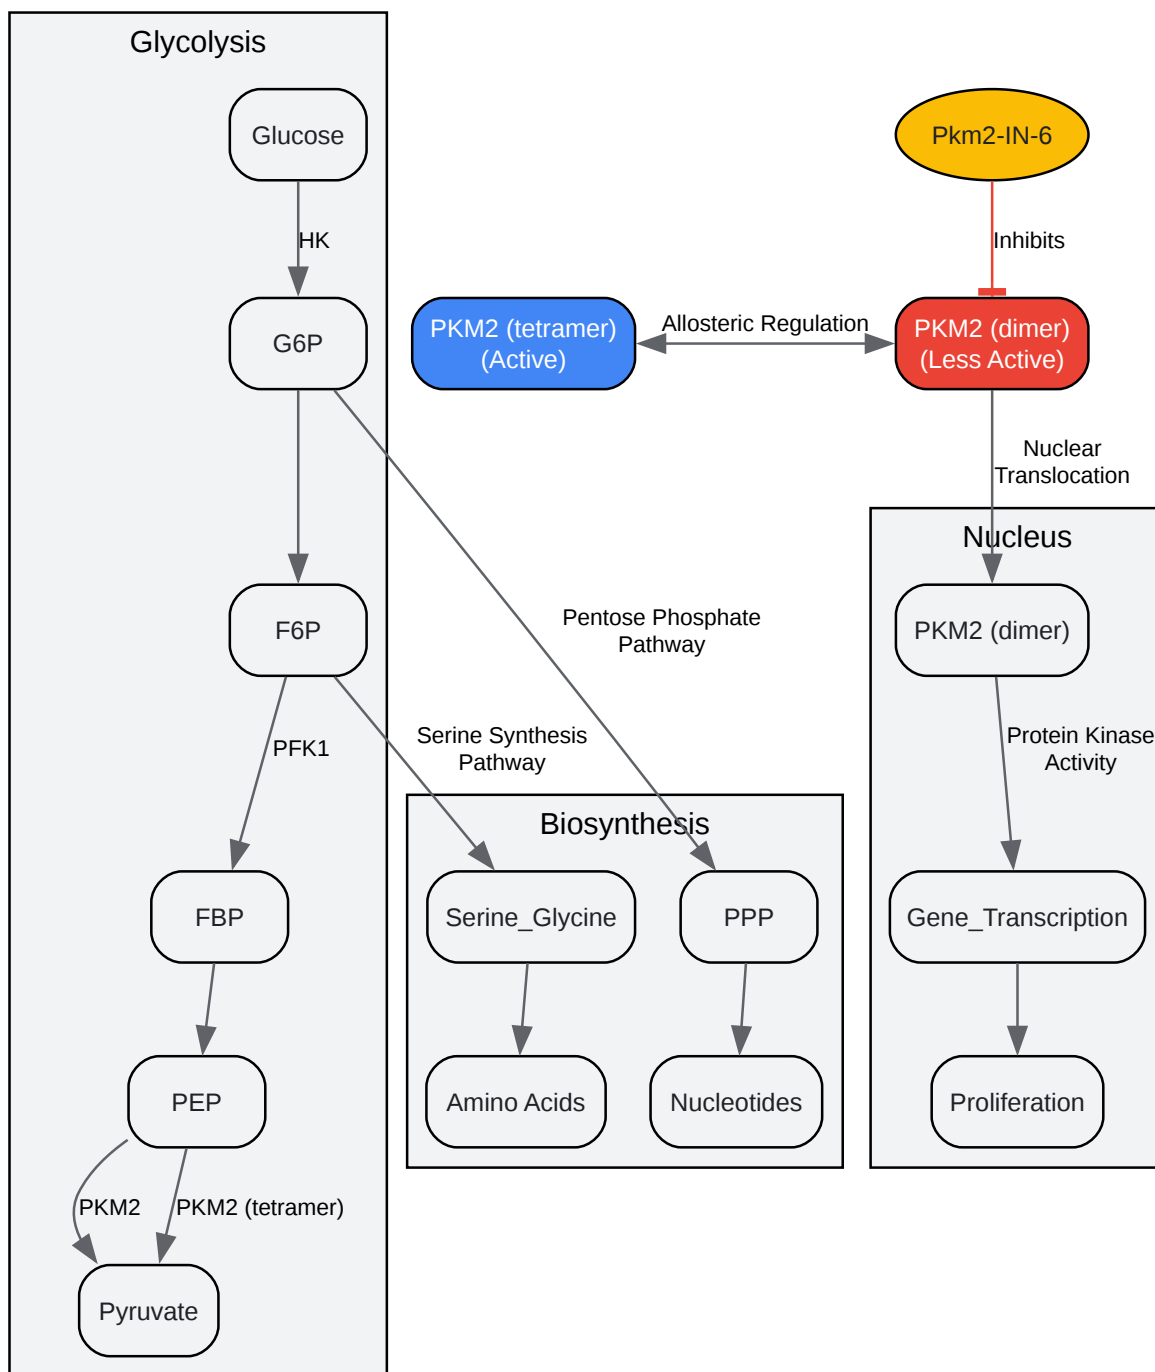 Glycolysis
Glucose
Pkm2-IN-6
HK
Inhibits
G6P
PKM2 (tetramer)
(Active)
Allosteric Regulation
PKM2 (dimer)
(Less Active)
Nuclear
Translocation
Nucleus
F6P
Pentose Phosphate
Pathway
PKM2 (dimer)
PFK1
Serine Synthesis
Pathway
Protein Kinase
Activity
Biosynthesis
FBP
Serine_Glycine
PPP
Gene_Transcription
PEP
Amino Acids
Nucleotides
Proliferation
PKM2
PKM2 (tetramer)
Pyruvate